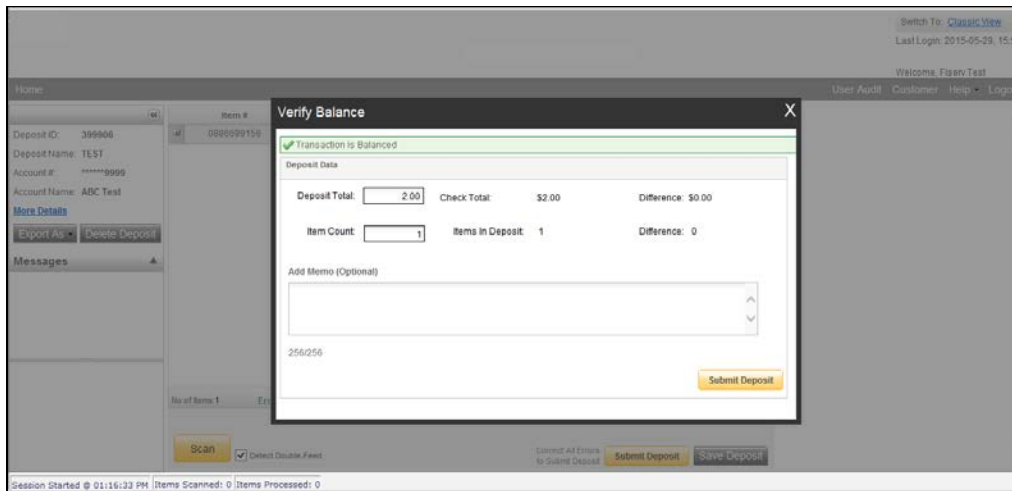 Switch To: Classic View
Last Login: 2015-05-29, 15:
Welcome, Fiserv Test
Home
User Audit Customer Help Logo
Deposit ID: 399906
Deposit Name: TEST
Account #: ******9999
Account Name: ABC Test
More Details
Export As Delete Deposit
Messages
Item #
0886699156
Verify Balance X
Transaction is Balanced
Deposit Data
Deposit Total: 2.00 Check Total: $2.00 Difference: $0.00
Item Count: 1 Items In Deposit: 1 Difference: 0
Add Memo (Optional)
256/256
Submit Deposit
No of Items 1
Scan Detect Double-Feed
Correct All Errors
to Submit Deposit
Submit Deposit Save Deposit
Session Started @ 01:16:33 PM Items Scanned: 0 Items Processed: 0